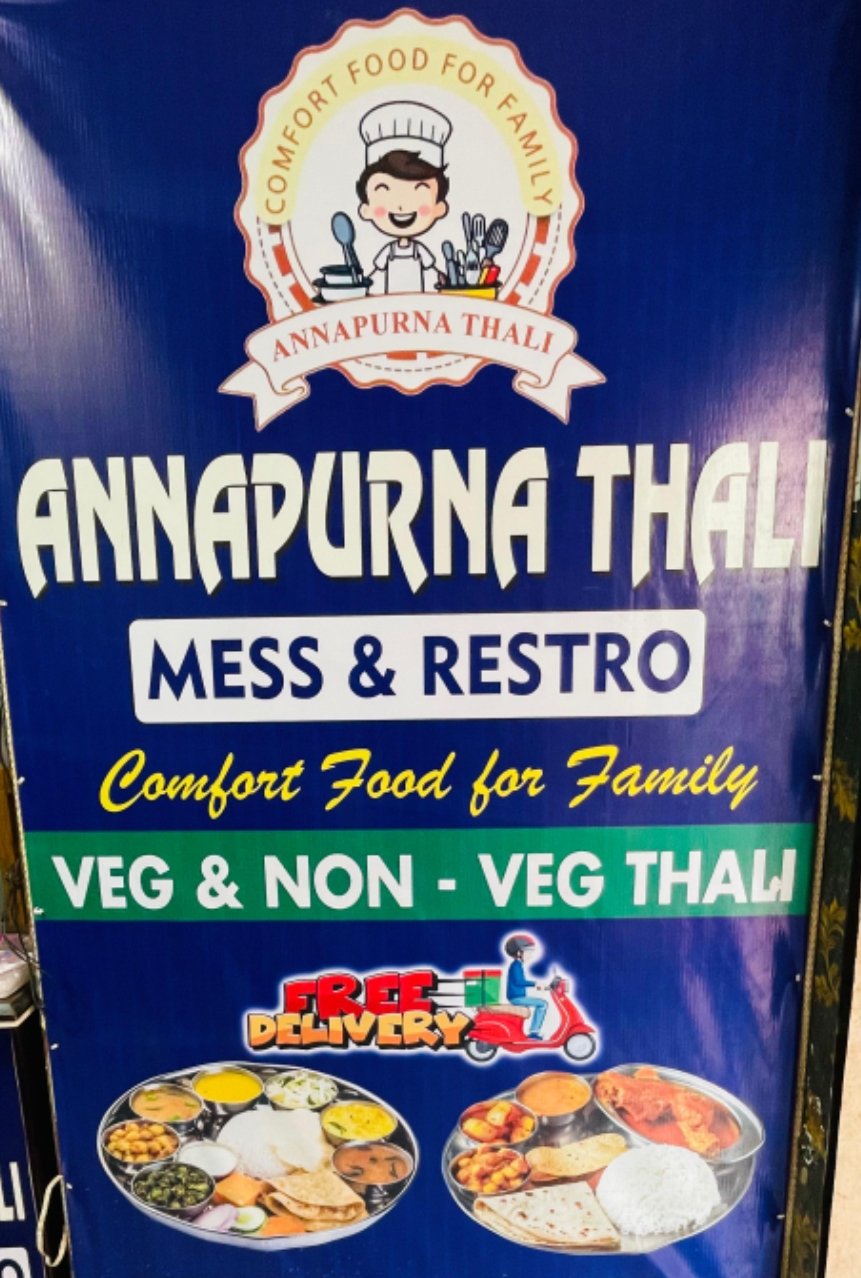 COMFORT FOOD FOR FAMILY
ANNAPURNA THALI
ANNAPURNA THALI
MESS & RESTRO
Comfort Food for Family
VEG & NON - VEG THALI
FREE
DELIVERY